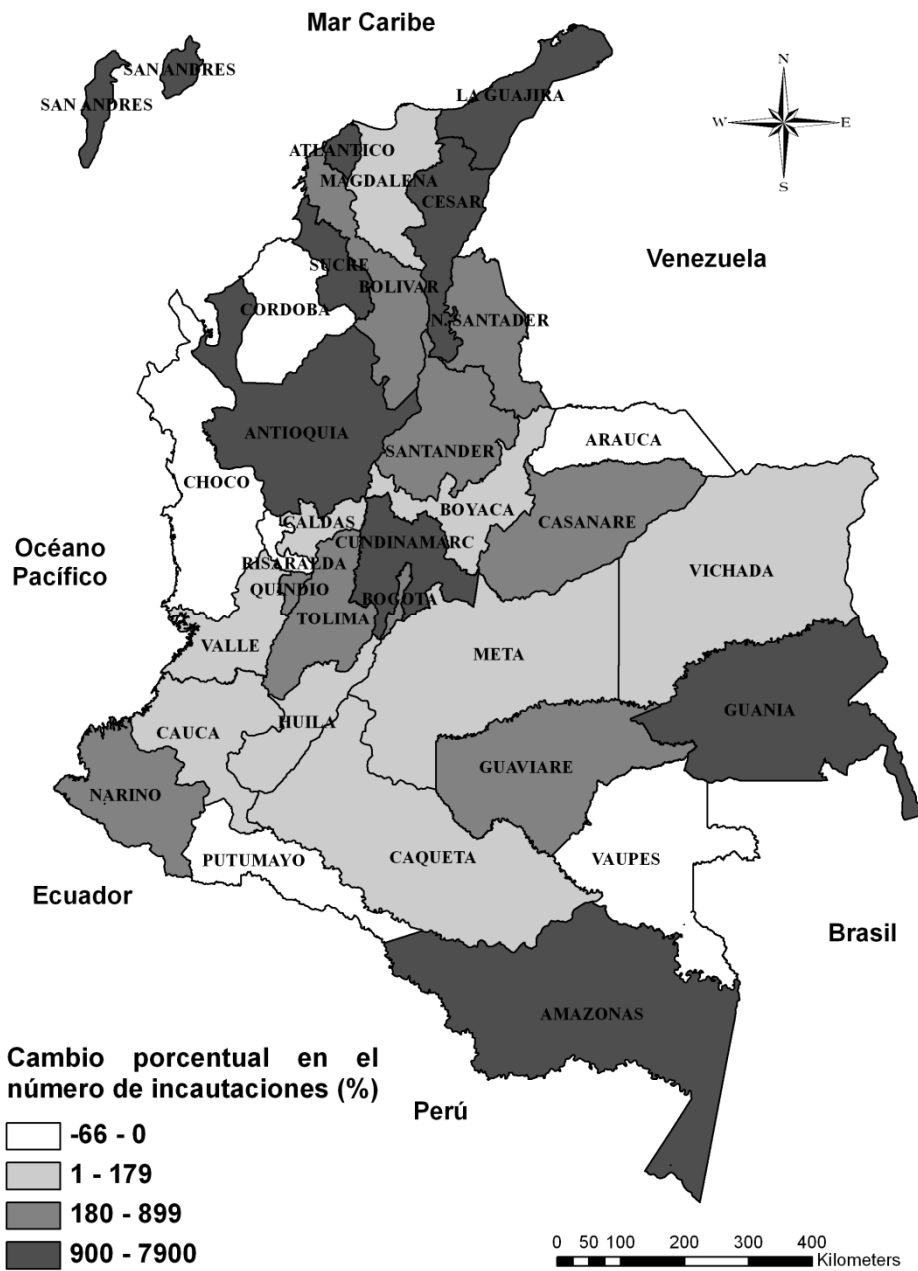 Mar Caribe
SAN ANDRES
SAN ANDRES
LA GUAJIRA
N
W
E
S
ATLANTICO
MAGDALENA
CESAR
Venezuela
SUCRE
BOLIVAR
CORDOBA
N. SANTADER
ANTIOQUIA
SANTANDER
ARAUCA
CHOCO
BOYACA
CASANARE
CALDAS
CUNDINAMARC
Océano
Pacífico
RISARALDA
VICHADA
QUINDIO
BOGOTA
TOLIMA
VALLE
META
GUANIA
HUILA
CAUCA
GUAVIARE
NARINO
PUTUMAYO
CAQUETA
VAUPES
Ecuador
Brasil
AMAZONAS
Perú
Cambio porcentual en el
número de incautaciones (%)
-66 - 0
1 - 179
180 - 899
900 - 7900
0 50 100 200 300 400
Kilometers